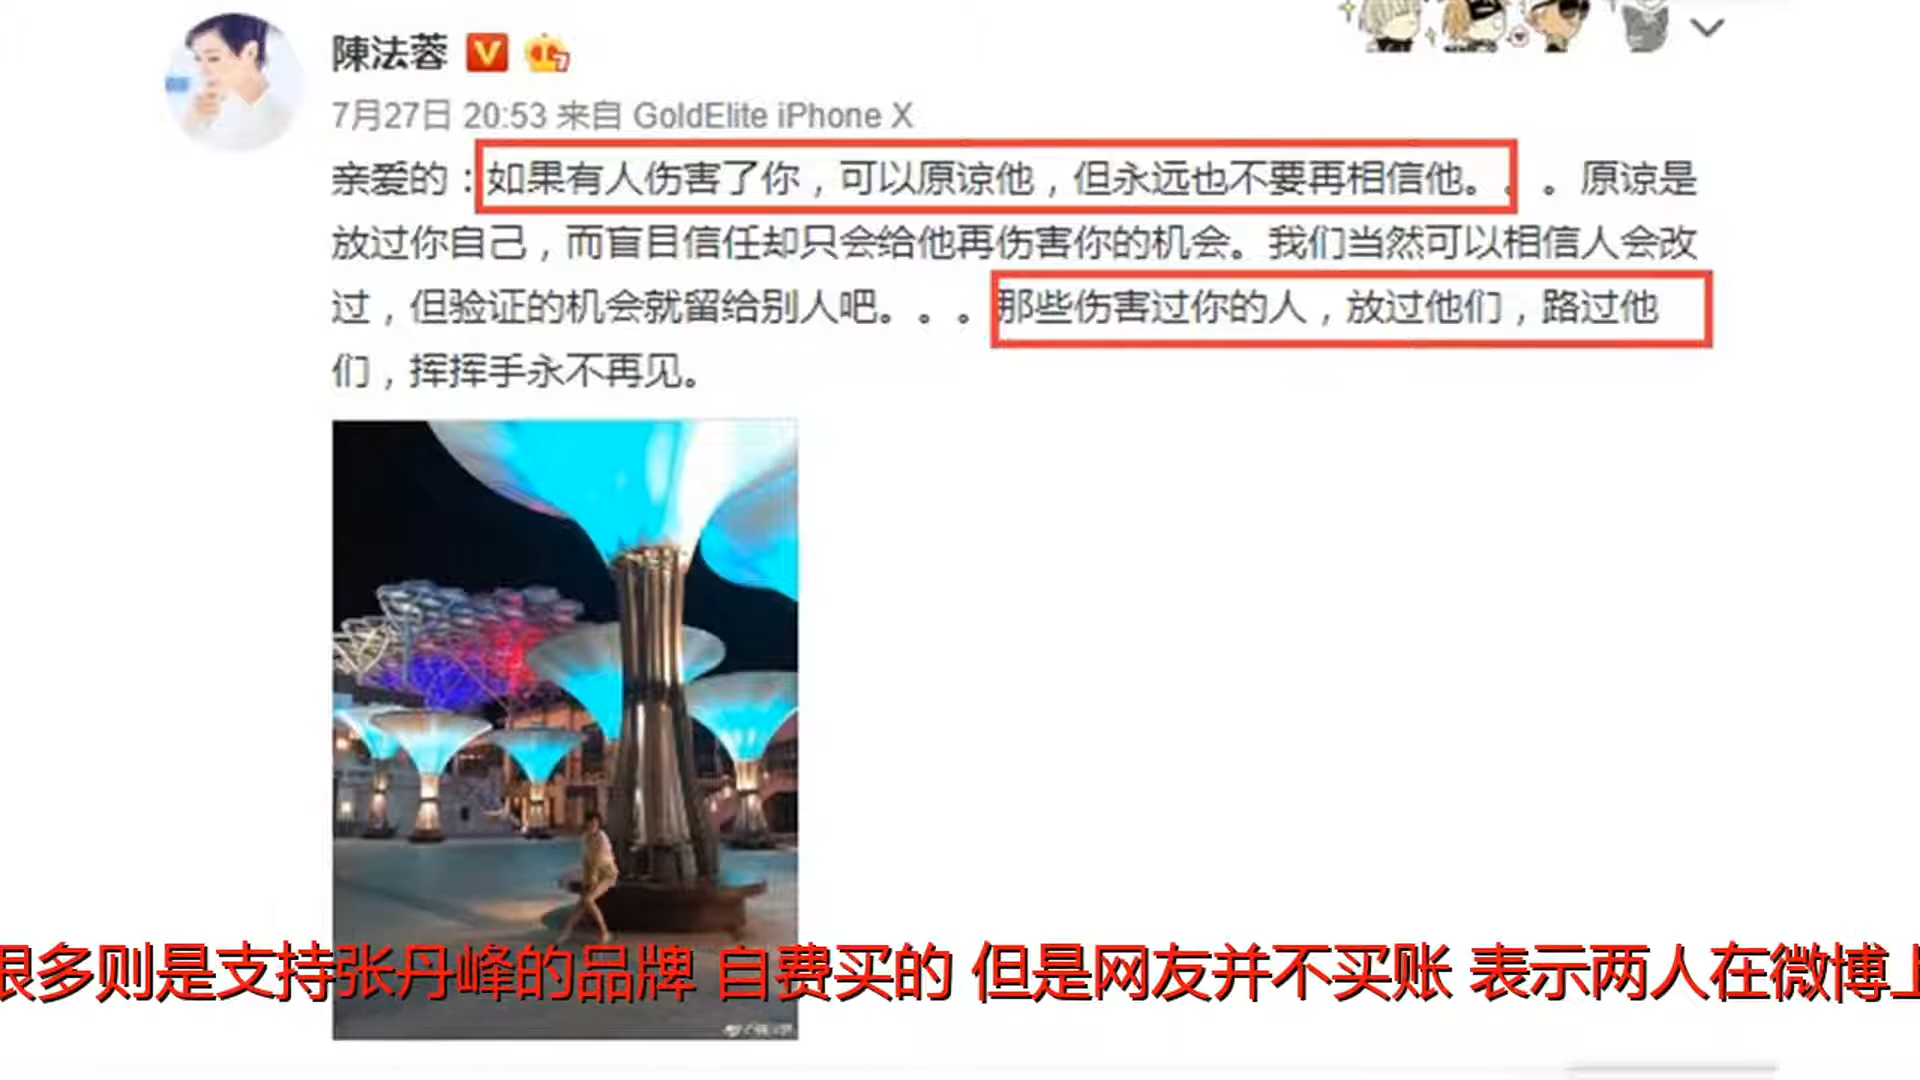 陳法蓉
7月27日 20:53 来自 GoldElite iPhone X
亲爱的：如果有人伤害了你，可以原谅他，但永远也不要再相信他。。。原谅是
放过你自己，而盲目信任却只会给他再伤害你的机会。我们当然可以相信人会改
过，但验证的机会就留给别人吧。。。那些伤害过你的人，放过他们，路过他
们，挥挥手永不再见。
很多则是支持张丹峰的品牌 自费买的 但是网友并不买账 表示两人在微博上